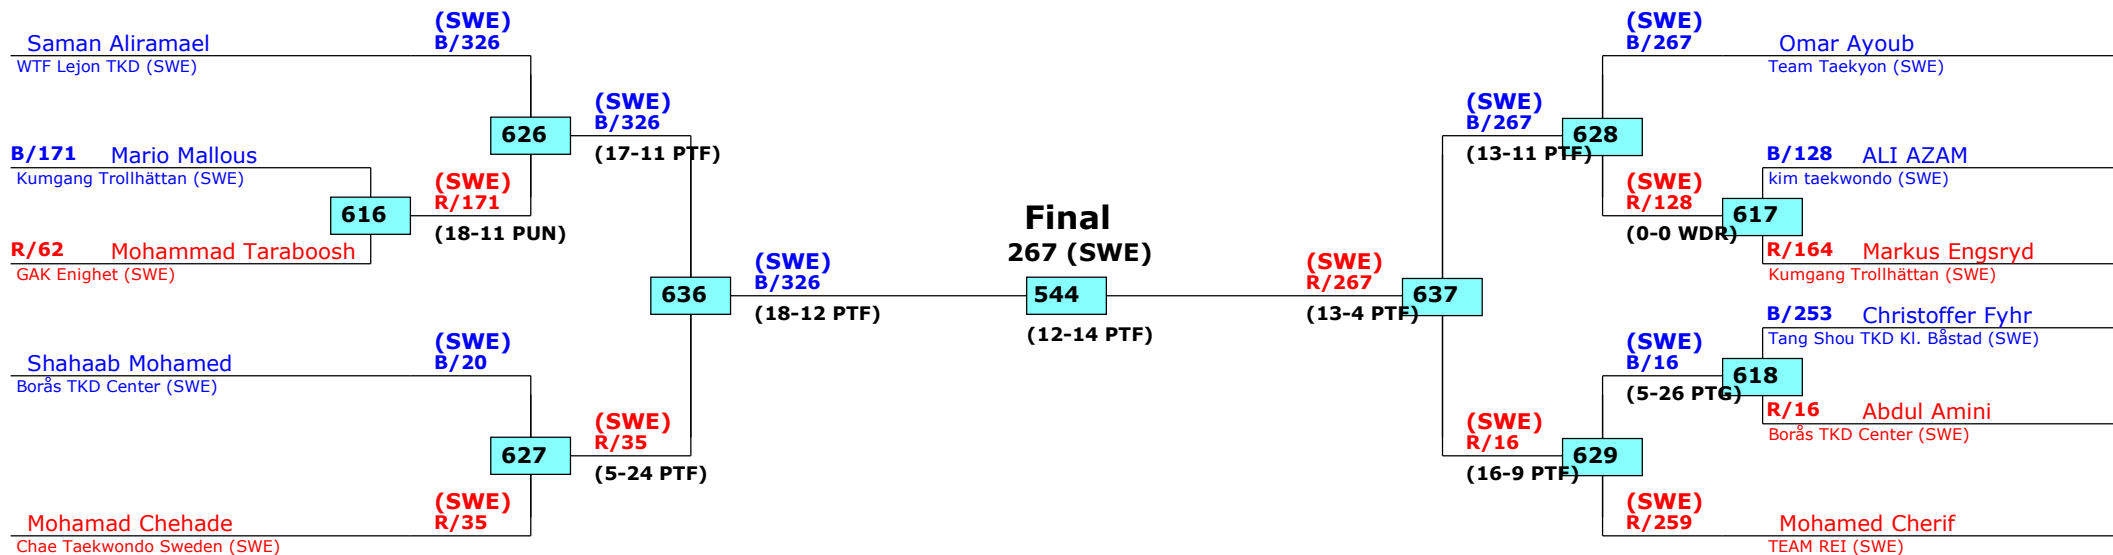 (SWE)
B/326
Saman Aliramael
WTF Lejon TKD (SWE)
(SWE)
B/326
626
(17-11 PTF)
B/171 Mario Mallous
Kumgang Trollhättan (SWE)
(SWE)
R/171
616
(18-11 PUN)
R/62 Mohammad Taraboosh
GAK Enighet (SWE)
(SWE)
B/326
636
(18-12 PTF)
(SWE)
B/20
Shahaab Mohamed
Borås TKD Center (SWE)
(SWE)
R/35
627
(5-24 PTF)
(SWE)
R/35
Mohamad Chehade
Chae Taekwondo Sweden (SWE)
Final
267 (SWE)
544
(12-14 PTF)
(SWE)
B/267
Omar Ayoub
Team Taekyon (SWE)
(SWE)
B/267
628
(13-11 PTF)
B/128 ALI AZAM
kim taekwondo (SWE)
(SWE)
R/128
617
(0-0 WDR)
R/164 Markus Engsryd
Kumgang Trollhättan (SWE)
(SWE)
R/267
637
(13-4 PTF)
B/253 Christoffer Fyhr
Tang Shou TKD Kl. Båstad (SWE)
(SWE)
B/16
618
(5-26 PTG)
R/16 Abdul Amini
Borås TKD Center (SWE)
(SWE)
R/16
629
(16-9 PTF)
(SWE)
R/259
Mohamed Cherif
TEAM REI (SWE)